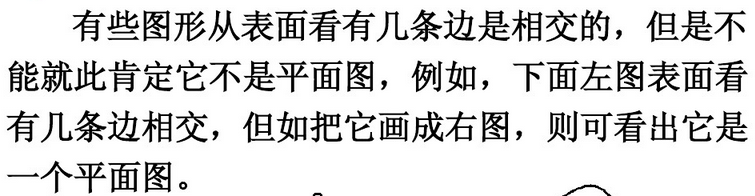 有些图形从表面看有几条边是相交的，但是不
能就此肯定它不是平面图，例如，下面左图表面看
有几条边相交，但如把它画成右图，则可看出它是
一个平面图。